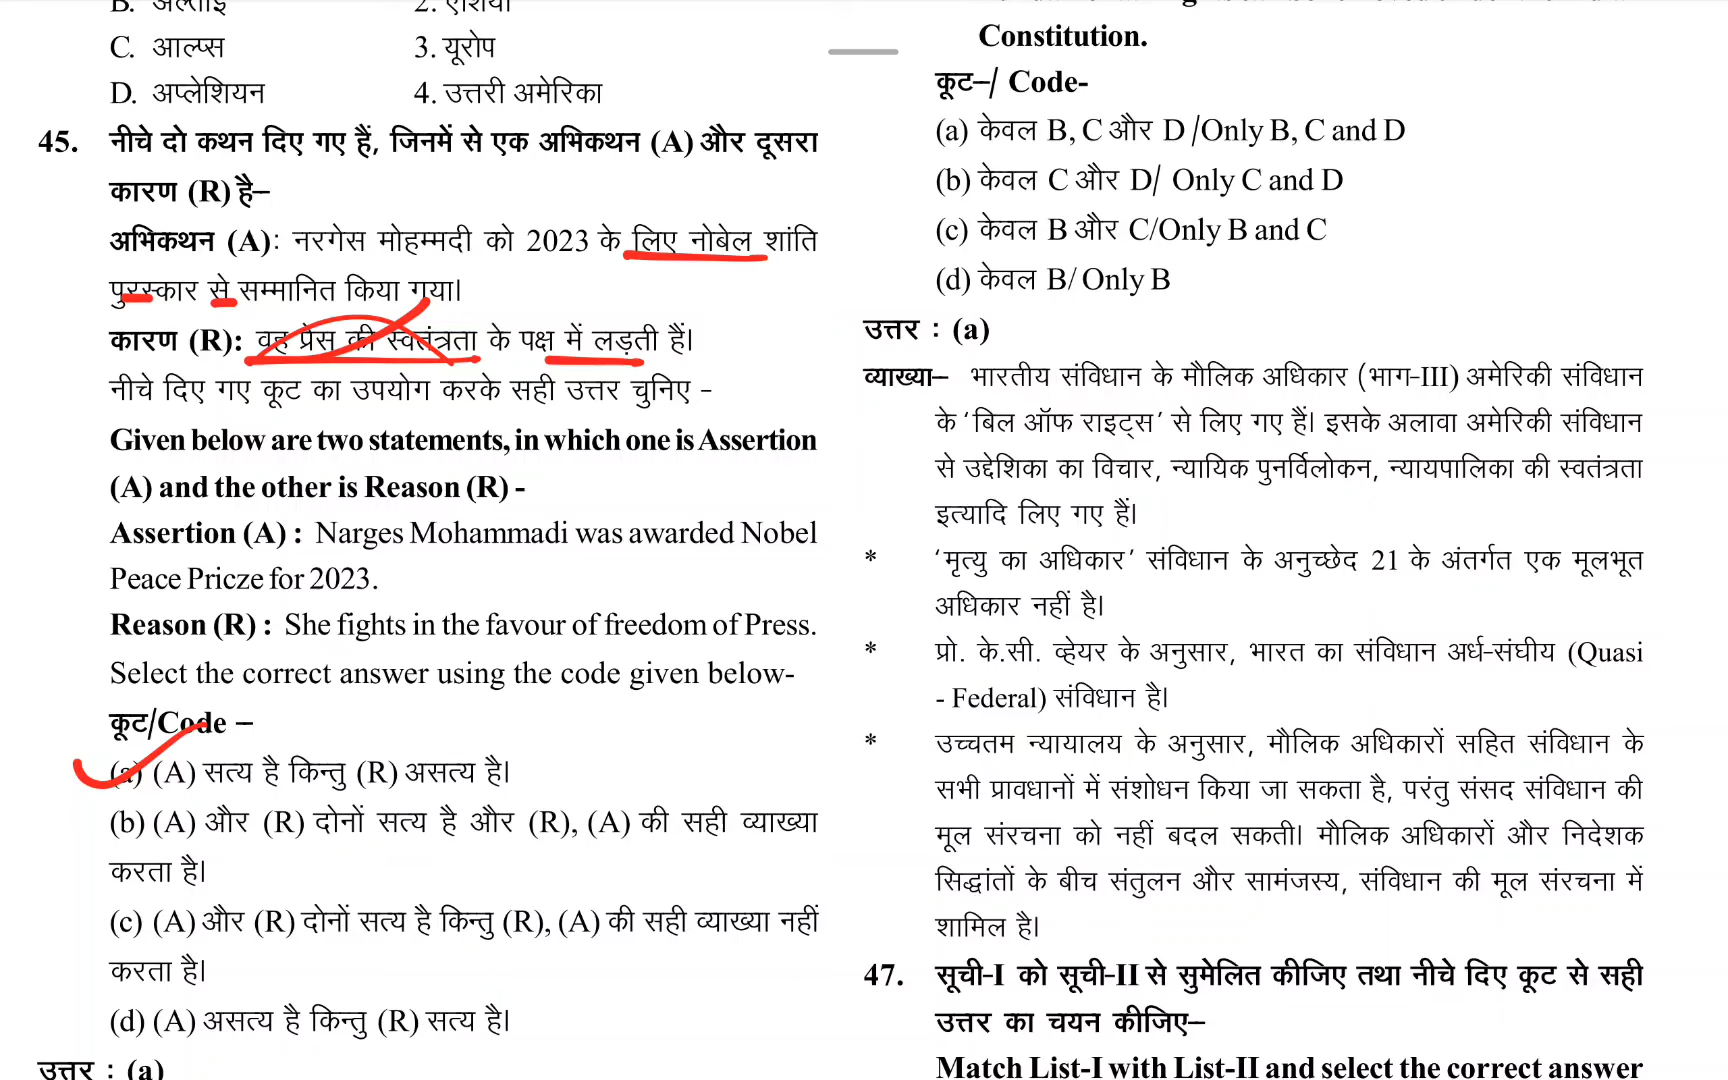 B. अल्ताई 2. एशिया
C. आल्प्स 3. यूरोप
D. अप्लेशियन 4. उत्तरी अमेरिका
45. नीचे दो कथन दिए गए हैं, जिनमें से एक अभिकथन (A) और दूसरा
कारण (R) है–
अभिकथन (A): नरगेस मोहम्मदी को 2023 के लिए नोबेल शांति
पुरस्कार से सम्मानित किया गया।
कारण (R): वह प्रेस की स्वतंत्रता के पक्ष में लड़ती हैं।
नीचे दिए गए कूट का उपयोग करके सही उत्तर चुनिए -
Given below are two statements, in which one is Assertion
(A) and the other is Reason (R) -
Assertion (A) : Narges Mohammadi was awarded Nobel
Peace Pricze for 2023.
Reason (R) : She fights in the favour of freedom of Press.
Select the correct answer using the code given below-
कूट/Code –
(a) (A) सत्य है किन्तु (R) असत्य है।
(b) (A) और (R) दोनों सत्य है और (R), (A) की सही व्याख्या
करता है।
(c) (A) और (R) दोनों सत्य है किन्तु (R), (A) की सही व्याख्या नहीं
करता है।
(d) (A) असत्य है किन्तु (R) सत्य है।
उत्तर : (a)
Constitution.
कूट–/ Code-
(a) केवल B, C और D /Only B, C and D
(b) केवल C और D/ Only C and D
(c) केवल B और C/Only B and C
(d) केवल B/ Only B
उत्तर : (a)
व्याख्या– भारतीय संविधान के मौलिक अधिकार (भाग-III) अमेरिकी संविधान
के ‘बिल ऑफ राइट्स’ से लिए गए हैं। इसके अलावा अमेरिकी संविधान
से उद्देशिका का विचार, न्यायिक पुनर्विलोकन, न्यायपालिका की स्वतंत्रता
इत्यादि लिए गए हैं।
* ‘मृत्यु का अधिकार’ संविधान के अनुच्छेद 21 के अंतर्गत एक मूलभूत
अधिकार नहीं है।
* प्रो. के.सी. व्हेयर के अनुसार, भारत का संविधान अर्ध-संघीय (Quasi
- Federal) संविधान है।
* उच्चतम न्यायालय के अनुसार, मौलिक अधिकारों सहित संविधान के
सभी प्रावधानों में संशोधन किया जा सकता है, परंतु संसद संविधान की
मूल संरचना को नहीं बदल सकती। मौलिक अधिकारों और निदेशक
सिद्धांतों के बीच संतुलन और सामंजस्य, संविधान की मूल संरचना में
शामिल है।
47. सूची-I को सूची-II से सुमेलित कीजिए तथा नीचे दिए कूट से सही
उत्तर का चयन कीजिए–
Match List-I with List-II and select the correct answer